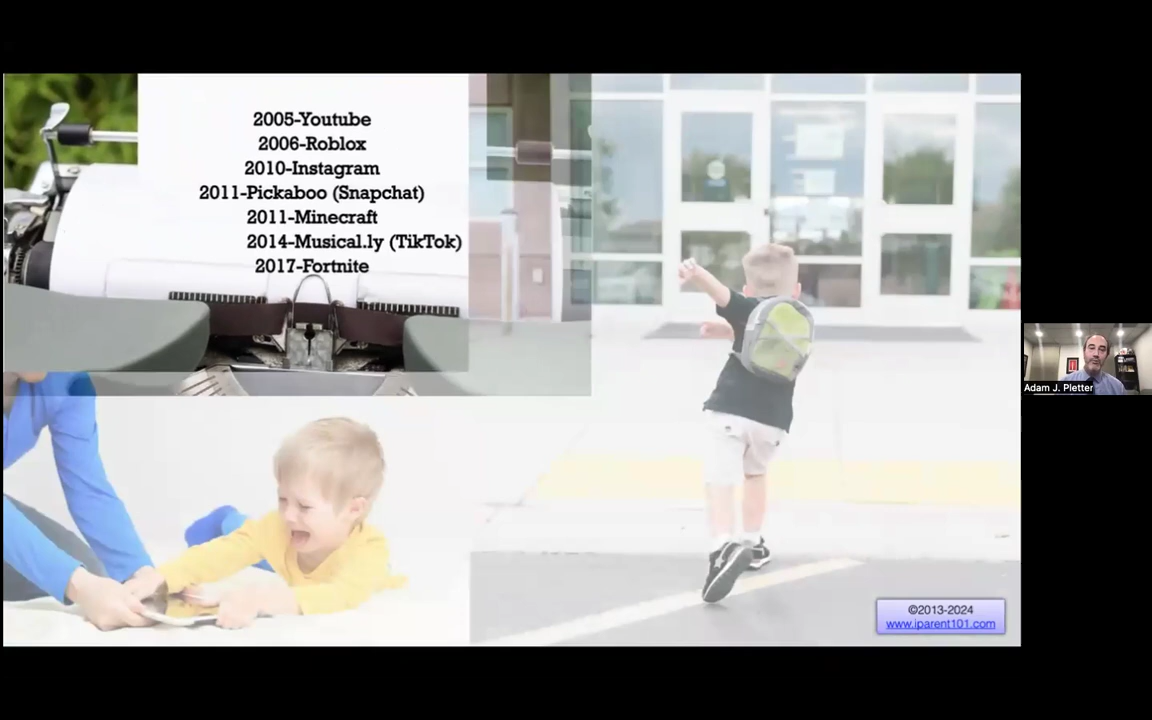 2005-Youtube
2006-Roblox
2010-Instagram
2011-Pickaboo (Snapchat)
2011-Minecraft
2014-Musical.ly (TikTok)
2017-Fortnite
Adam J. Pletter
©2013-2024
www.iparent101.com